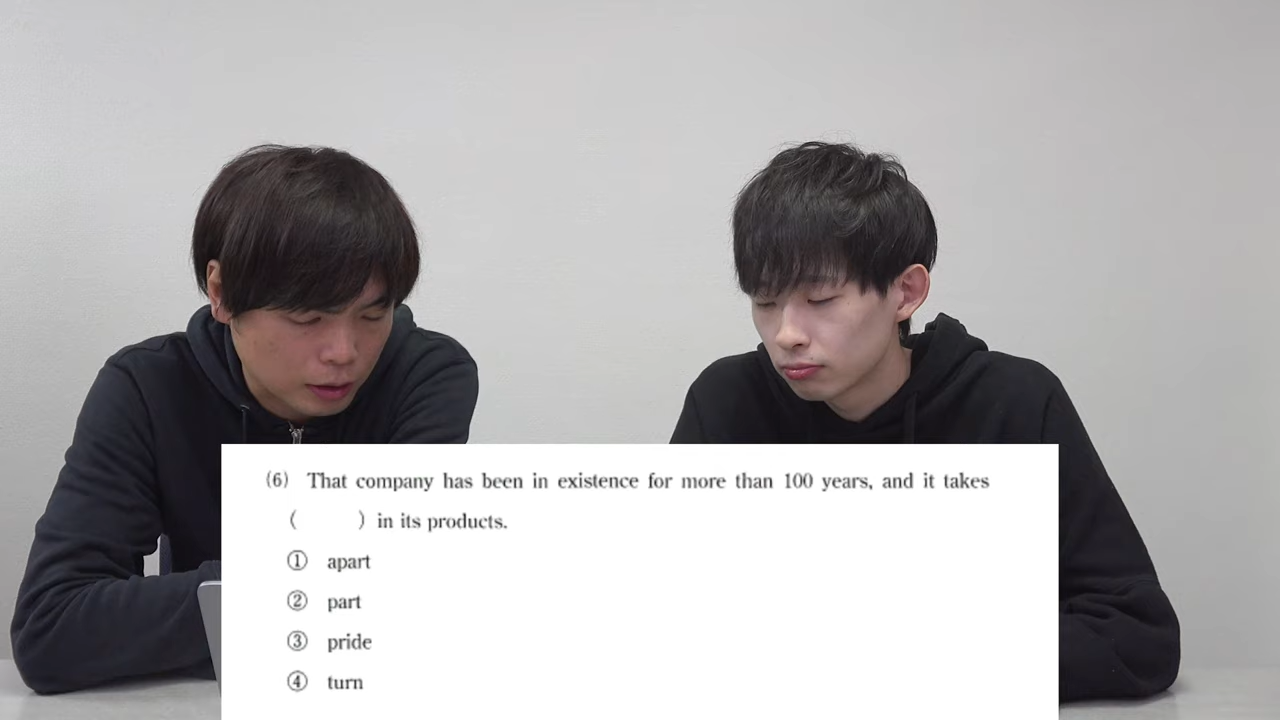 (6) That company has been in existence for more than 100 years, and it takes
( ) in its products.
① apart
② part
③ pride
④ turn